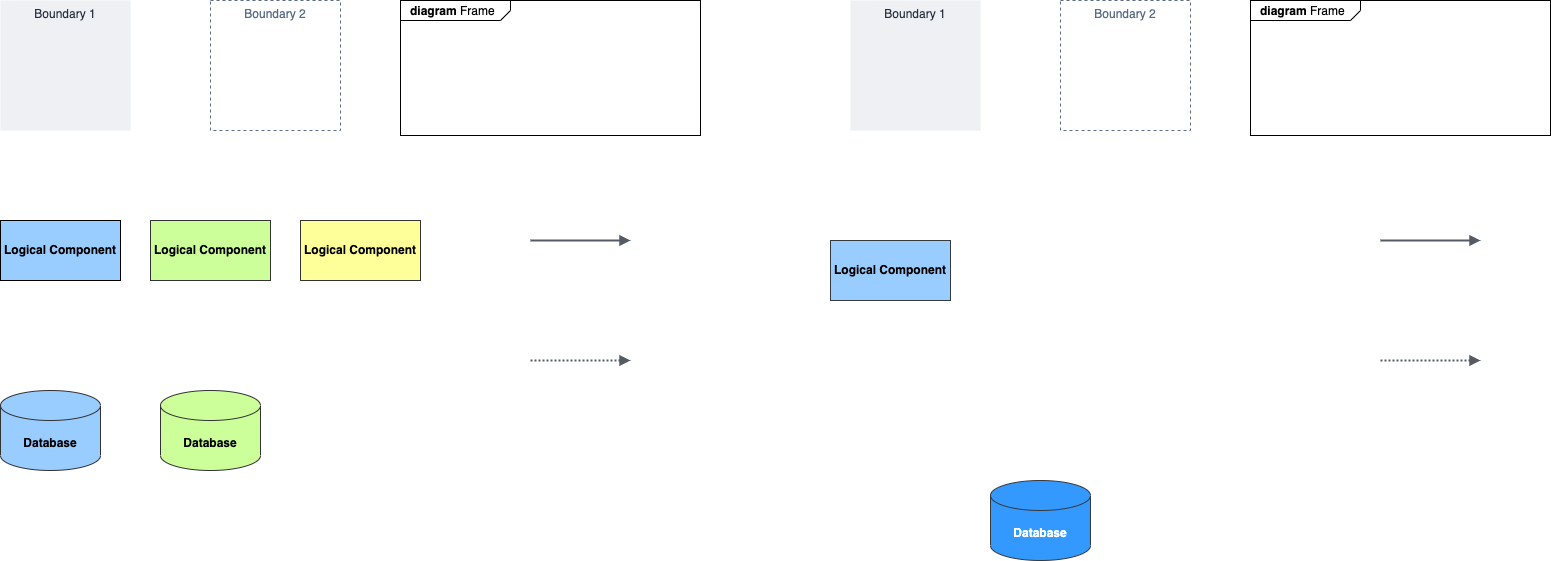 Boundary 1
Boundary 2
diagram Frame
Boundary 1
Boundary 2
diagram Frame
Logical Component
Logical Component
Logical Component
Logical Component
Database
Database
Database